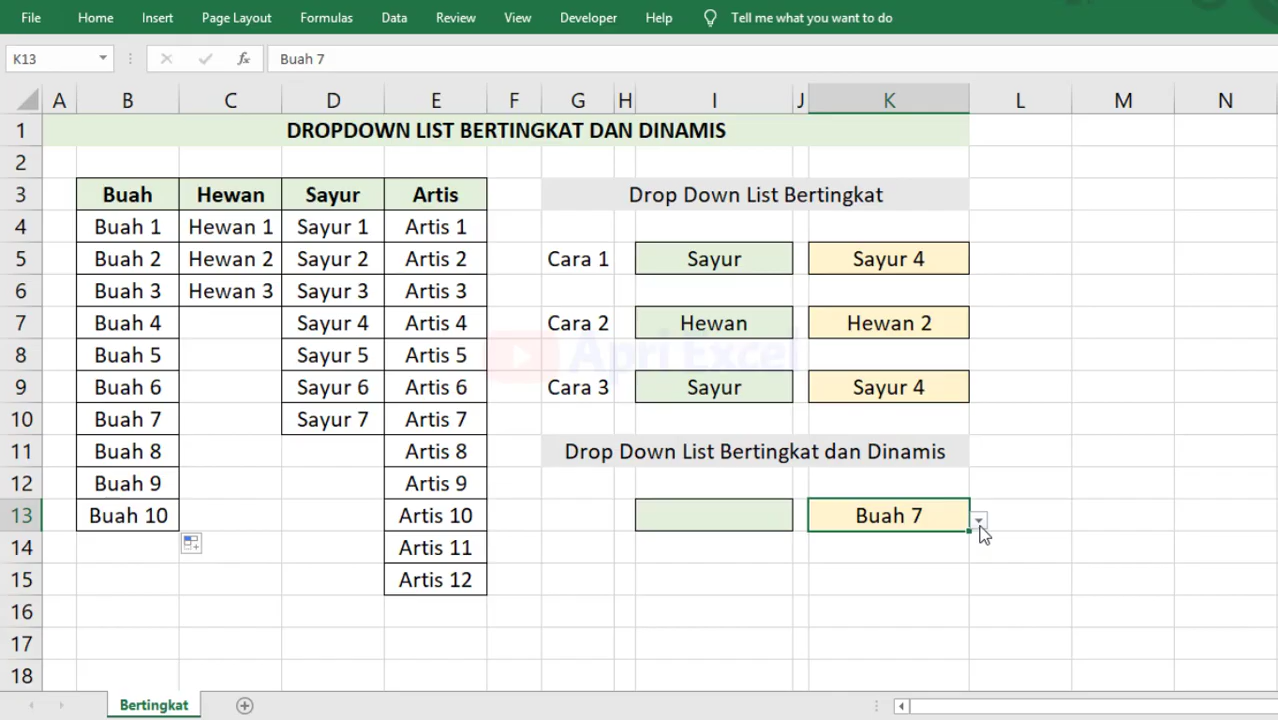 File Home Insert Page Layout Formulas Data Review View Developer Help Tell me what you want to do
K13 fx Buah 7
A B C D E F G H I J K L M N
1 DROPDOWN LIST BERTINGKAT DAN DINAMIS
2
3 Buah Hewan Sayur Artis Drop Down List Bertingkat
4 Buah 1 Hewan 1 Sayur 1 Artis 1
5 Buah 2 Hewan 2 Sayur 2 Artis 2 Cara 1 Sayur Sayur 4
6 Buah 3 Hewan 3 Sayur 3 Artis 3
7 Buah 4 Sayur 4 Artis 4 Cara 2 Hewan Hewan 2
8 Buah 5 Sayur 5 Artis 5 Apri Excel
9 Buah 6 Sayur 6 Artis 6 Cara 3 Sayur Sayur 4
10 Buah 7 Sayur 7 Artis 7
11 Buah 8 Artis 8 Drop Down List Bertingkat dan Dinamis
12 Buah 9 Artis 9
13 Buah 10 Artis 10 Buah 7
14 Artis 11
15 Artis 12
16
17
18
Bertingkat